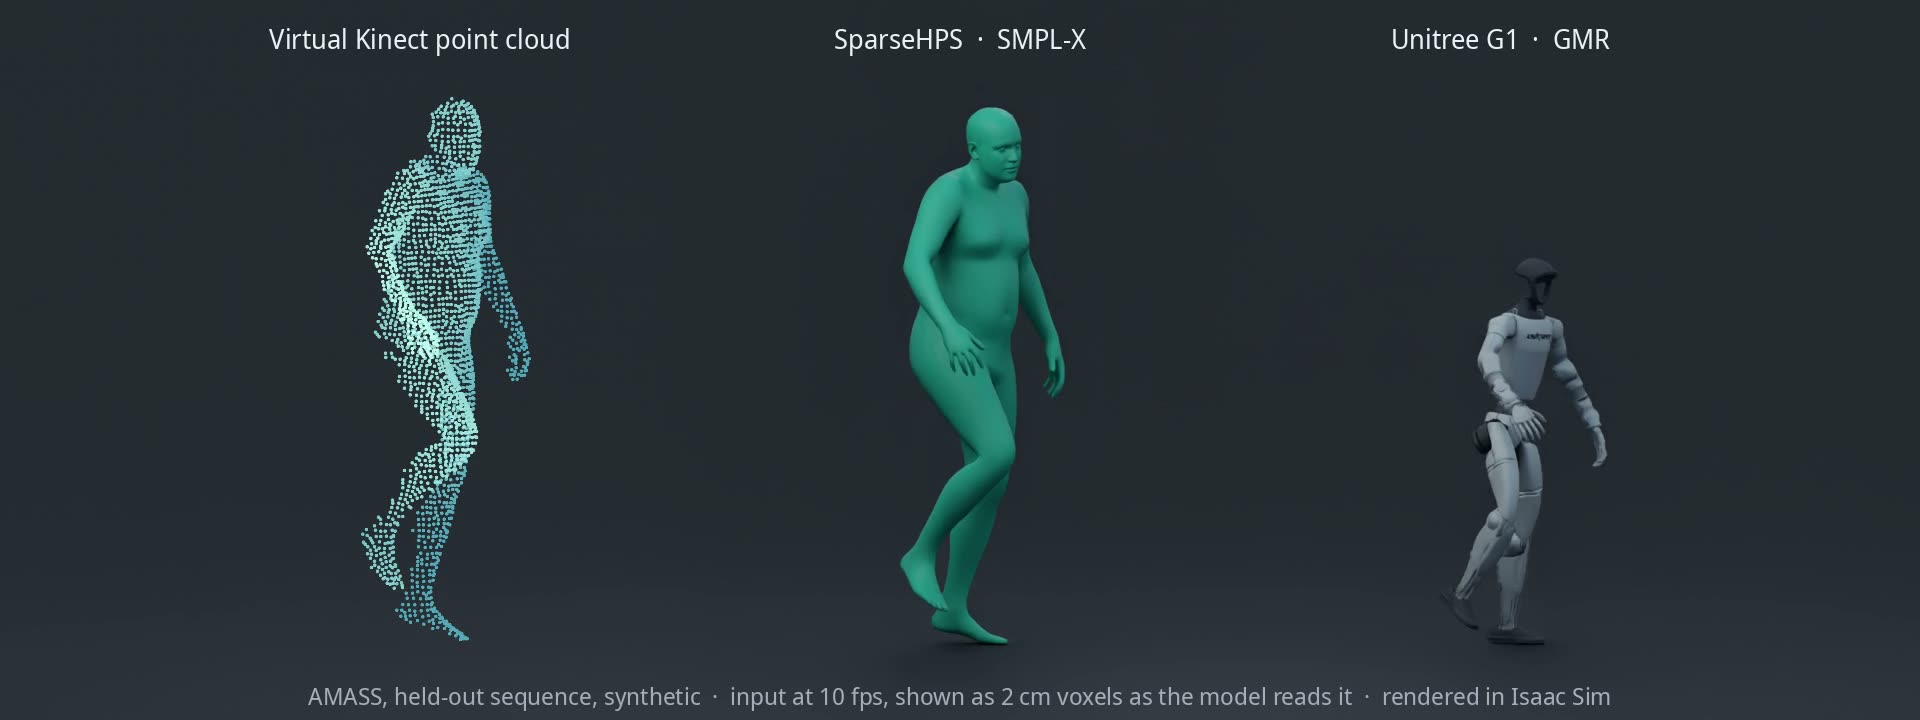 Virtual Kinect point cloud
SparseHPS · SMPL-X
Unitree G1 · GMR
AMASS, held-out sequence, synthetic · input at 10 fps, shown as 2 cm voxels as the model reads it · rendered in Isaac Sim